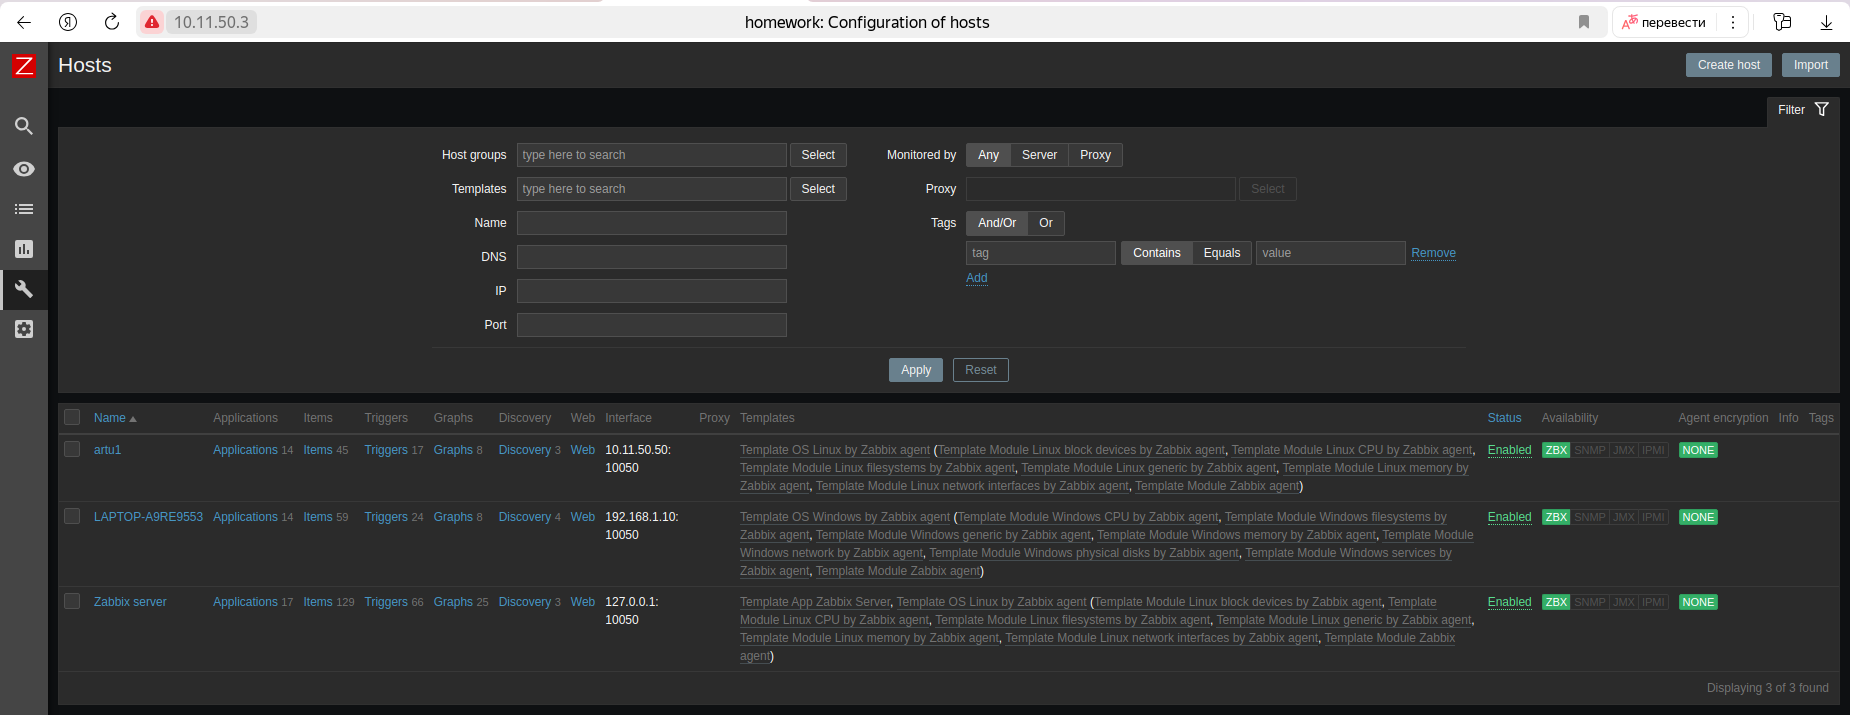 10.11.50.3
homework: Configuration of hosts
перевести
Z
Hosts
Create host
Import
Filter
Host groups
type here to search
Select
Monitored by
Any
Server
Proxy
Templates
type here to search
Select
Proxy
Select
Name
Tags
And/Or
Or
DNS
tag
Contains
Equals
value
Remove
Add
IP
Port
Apply
Reset
Name Applications Items Triggers Graphs Discovery Web Interface Proxy Templates Status Availability Agent encryption Info Tags
artu1 Applications 14 Items 45 Triggers 17 Graphs 8 Discovery 3 Web 10.11.50.50: Template OS Linux by Zabbix agent (Template Module Linux block devices by Zabbix agent, Template Module Linux CPU by Zabbix agent, Enabled ZBX SNMP JMX IPMI NONE
10050 Template Module Linux filesystems by Zabbix agent, Template Module Linux generic by Zabbix agent, Template Module Linux memory by
Zabbix agent, Template Module Linux network interfaces by Zabbix agent, Template Module Zabbix agent)
LAPTOP-A9RE9553 Applications 14 Items 59 Triggers 24 Graphs 8 Discovery 4 Web 192.168.1.10: Template OS Windows by Zabbix agent (Template Module Windows CPU by Zabbix agent, Template Module Windows filesystems by Enabled ZBX SNMP JMX IPMI NONE
10050 Zabbix agent, Template Module Windows generic by Zabbix agent, Template Module Windows memory by Zabbix agent, Template Module
Windows network by Zabbix agent, Template Module Windows physical disks by Zabbix agent, Template Module Windows services by
Zabbix agent, Template Module Zabbix agent)
Zabbix server Applications 17 Items 129 Triggers 66 Graphs 25 Discovery 3 Web 127.0.0.1: Template App Zabbix Server, Template OS Linux by Zabbix agent (Template Module Linux block devices by Zabbix agent, Template Enabled ZBX SNMP JMX IPMI NONE
10050 Module Linux CPU by Zabbix agent, Template Module Linux filesystems by Zabbix agent, Template Module Linux generic by Zabbix agent,
Template Module Linux memory by Zabbix agent, Template Module Linux network interfaces by Zabbix agent, Template Module Zabbix
agent)
Displaying 3 of 3 found